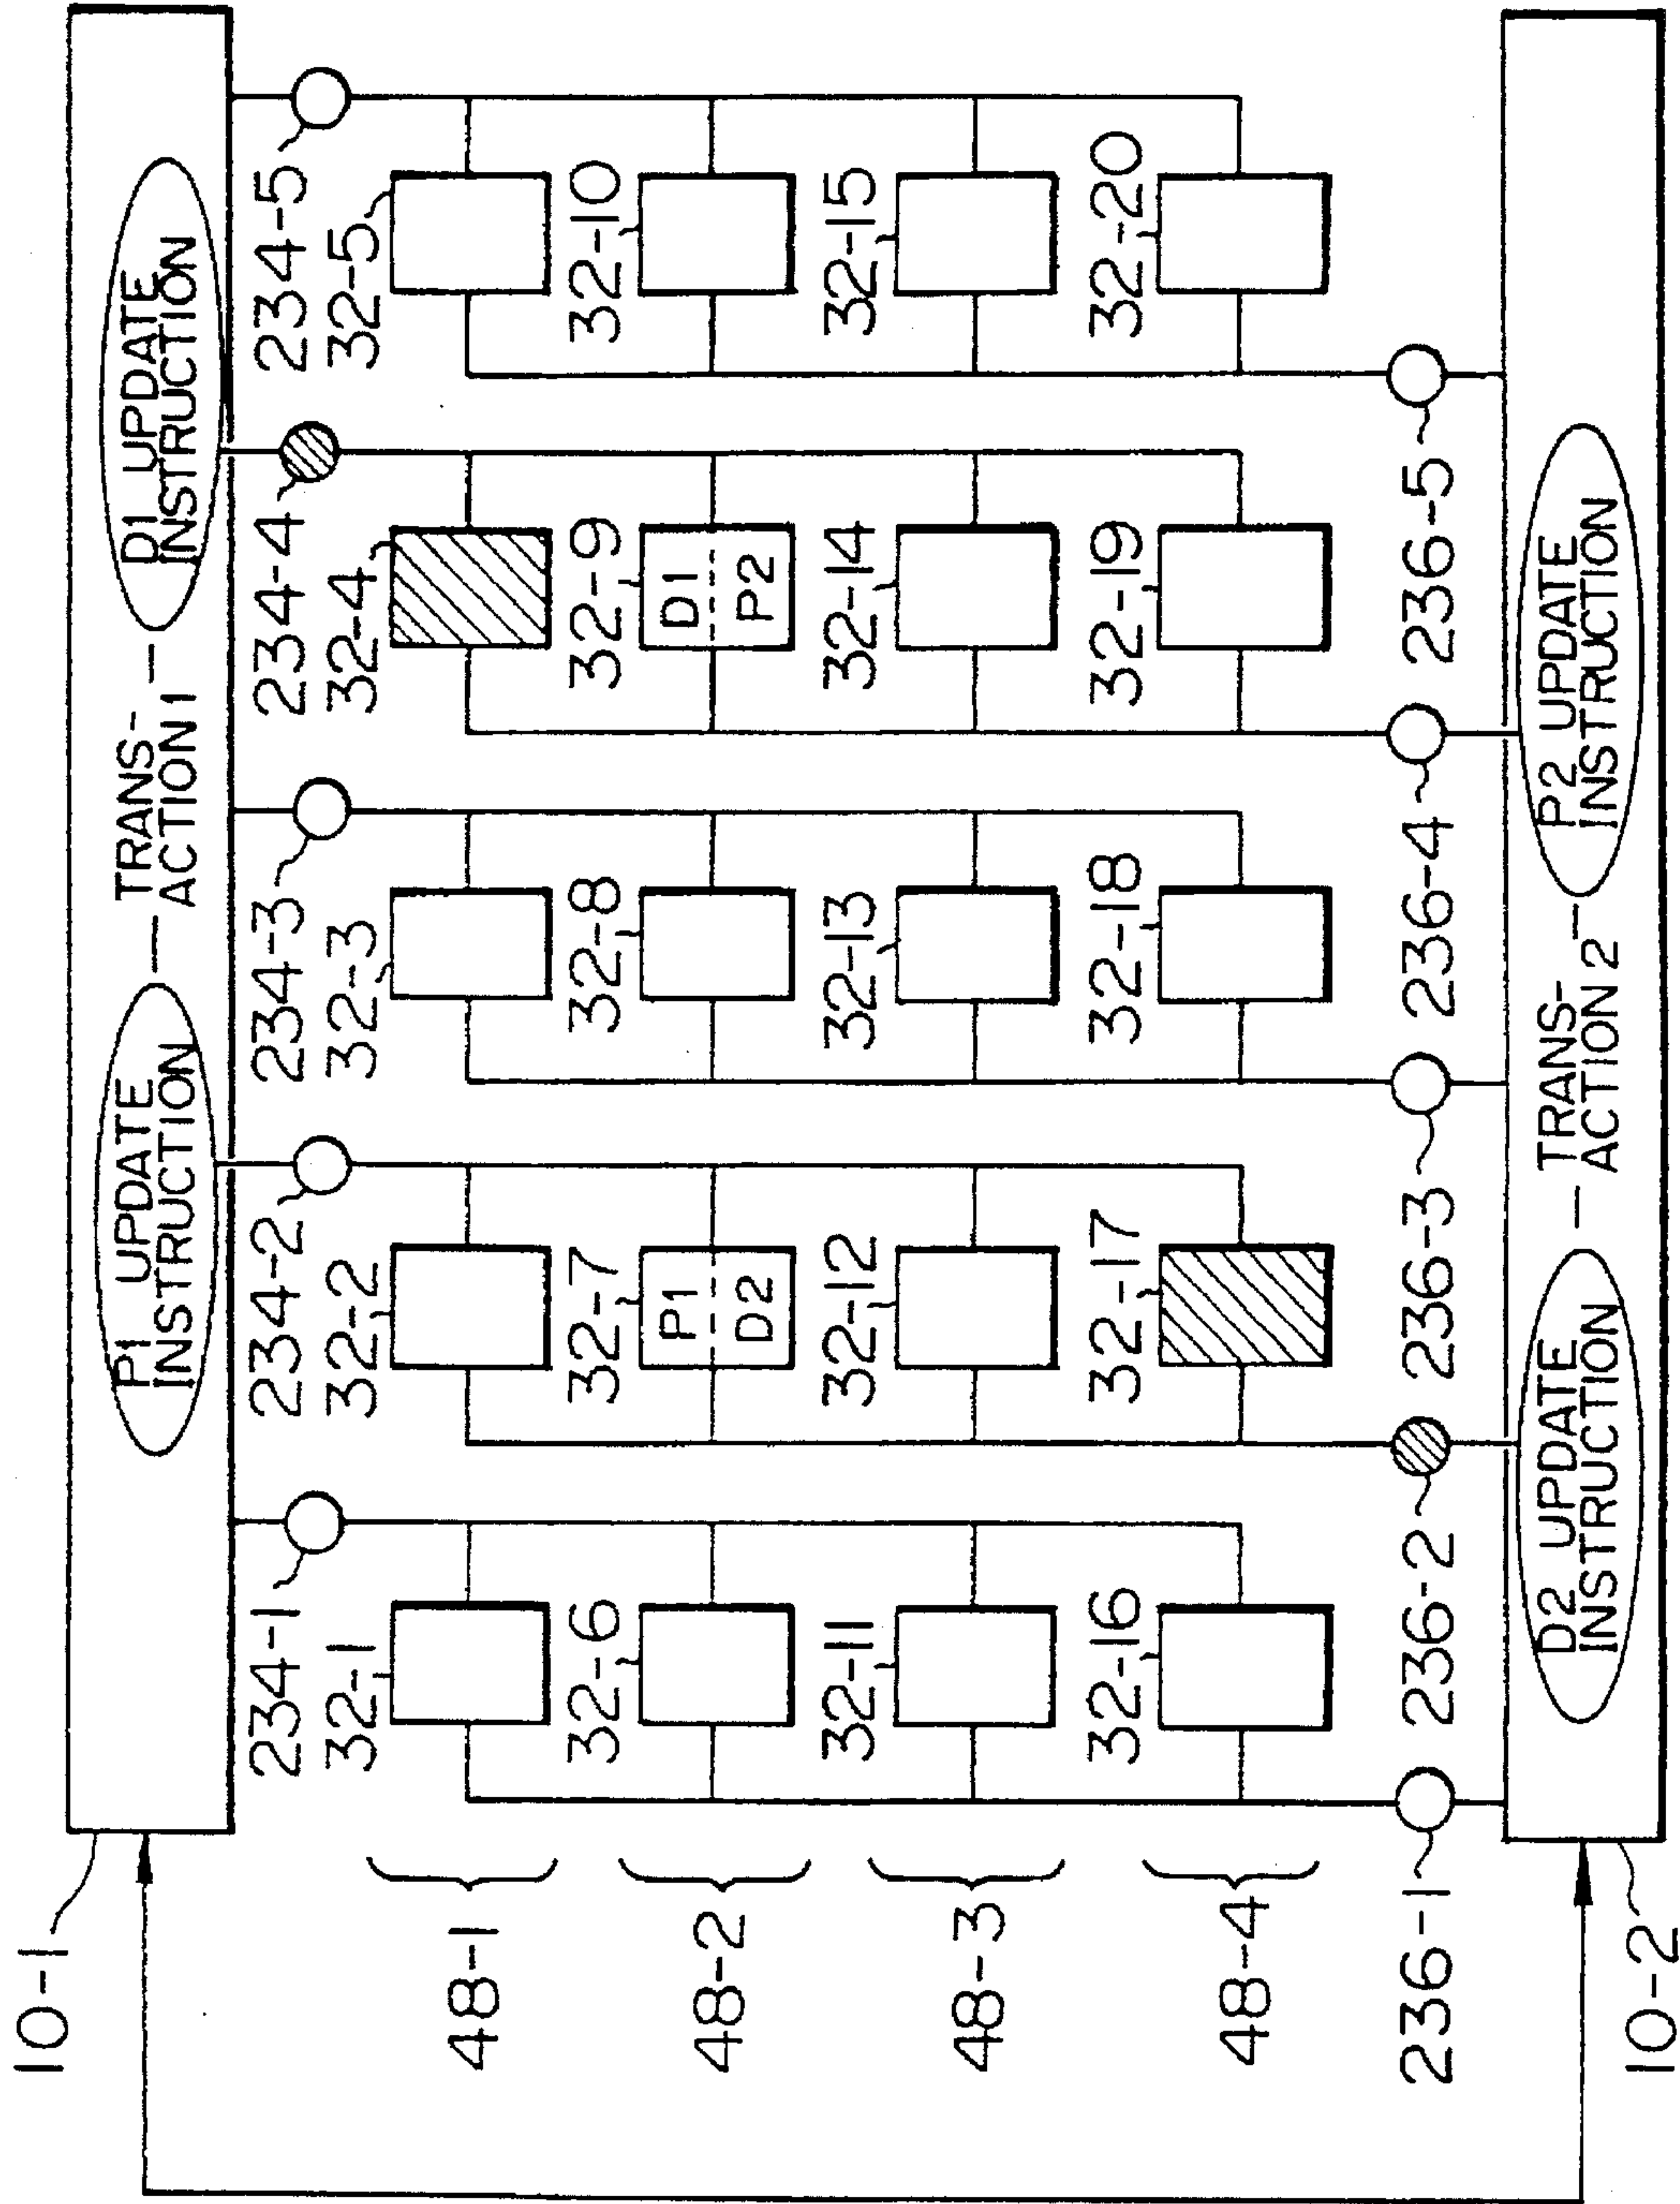 10-1
P1 UPDATE
INSTRUCTION
TRANS-
ACTION 1
D1 UPDATE
INSTRUCTION
234-1
234-2
234-3
234-4
234-5
32-1
32-2
32-3
32-4
32-5
48-1
32-6
32-7
32-8
32-9
32-10
P1
D2
D1
P2
48-2
32-11
32-12
32-13
32-14
32-15
48-3
32-16
32-17
32-18
32-19
32-20
48-4
236-1
236-2
236-3
236-4
236-5
D2 UPDATE
INSTRUCTION
TRANS-
ACTION 2
P2 UPDATE
INSTRUCTION
10-2